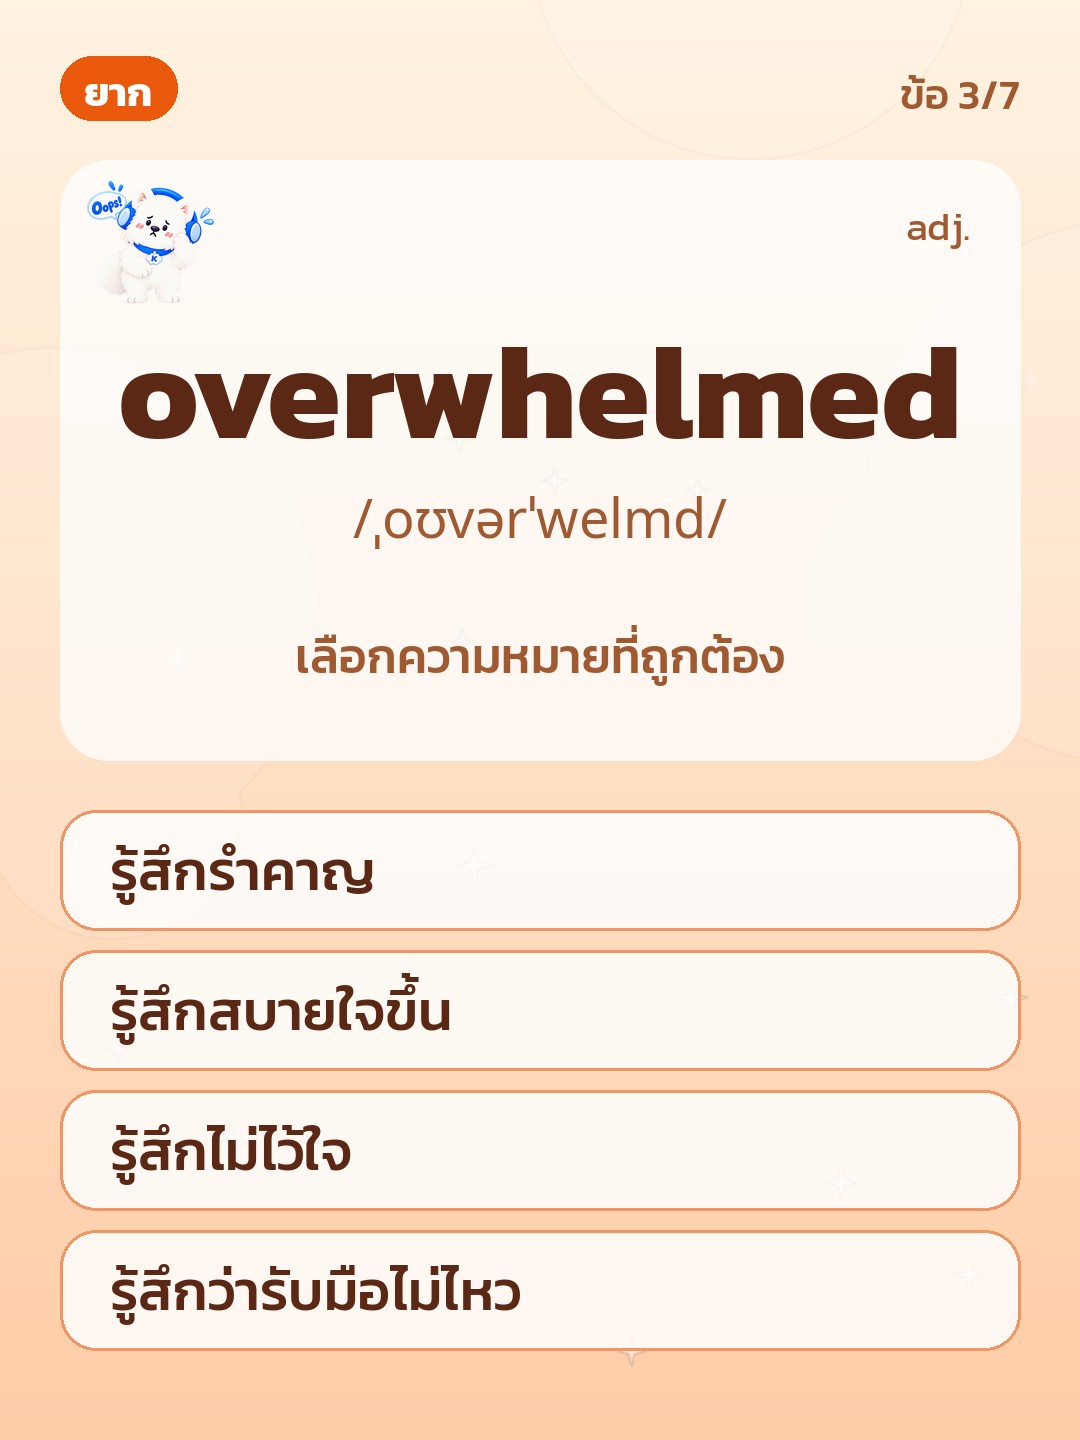 ยาก
ข้อ 3/7
Oops!
adj.
K
overwhelmed
/ˌoʊvərˈwelmd/
เลือกความหมายที่ถูกต้อง
รู้สึกรำคาญ
รู้สึกสบายใจขึ้น
รู้สึกไม่ไว้ใจ
รู้สึกว่ารับมือไม่ไหว